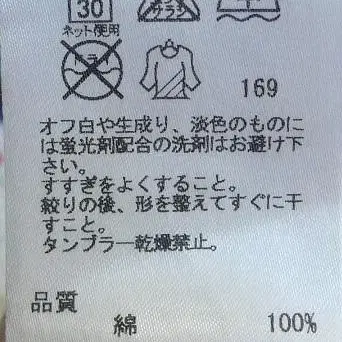 30
ネット使用
169
オフ白や生成り、淡色のものに
は蛍光剤配合の洗剤はお避け下
さい。
すすぎをよくすること。
絞りの後、形を整えてすぐに干
すこと。
タンブラー乾燥禁止。
品質
綿 100%